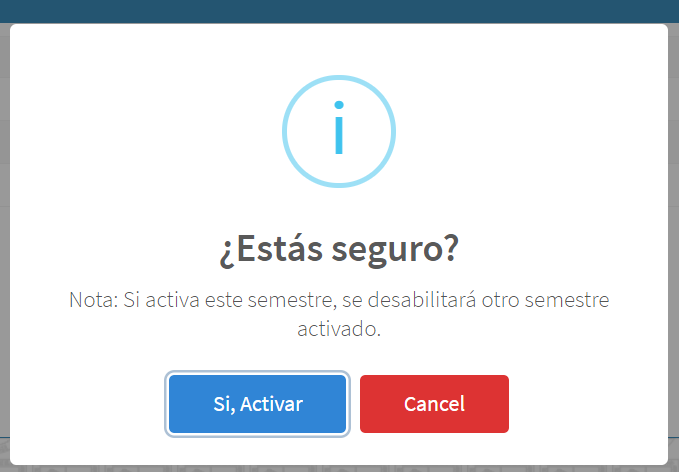 ¿Estás seguro?
Nota: Si activa este semestre, se desabilitará otro semestre
activado.
Si, Activar
Cancel